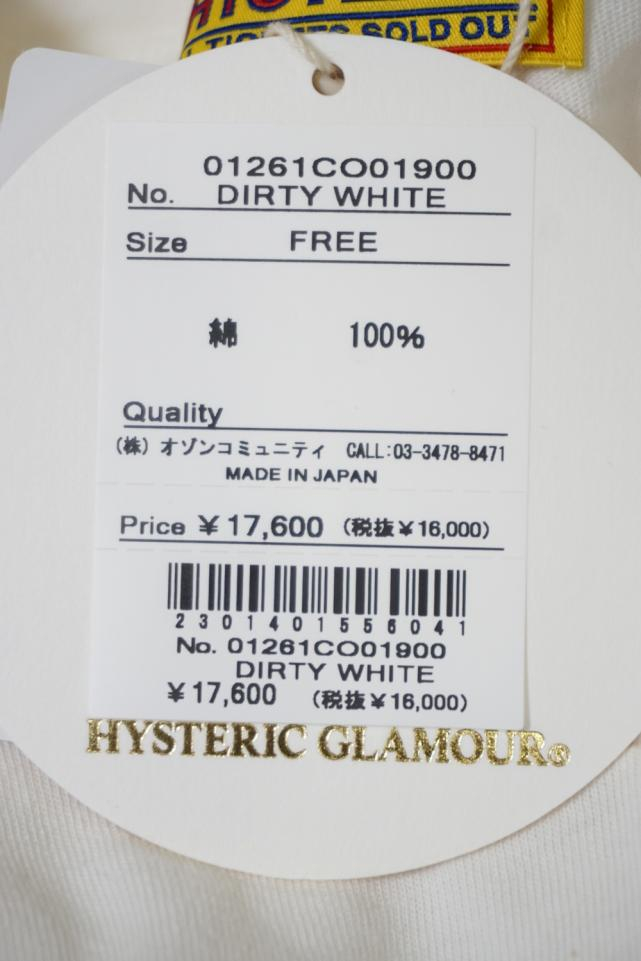 TICKETS SOLD OUT
01261CO01900
No. DIRTY WHITE
Size FREE
綿 100%
Quality
(株) オゾンコミュニティ CALL:03-3478-8471
MADE IN JAPAN
Price ¥17,600 (税抜¥16,000)
2301401556041
No. 01261CO01900
DIRTY WHITE
¥17,600 (税抜¥16,000)
HYSTERIC GLAMOUR®